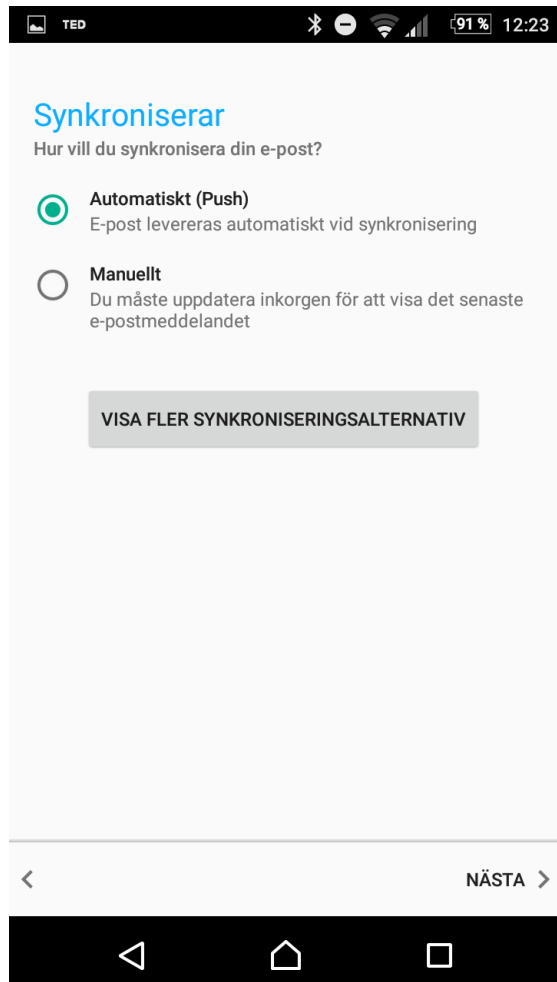 TED 91 % 12:23
Synkroniserar
Hur vill du synkronisera din e-post?
Automatiskt (Push)
E-post levereras automatiskt vid synkronisering
Manuellt
Du måste uppdatera inkorgen för att visa det senaste
e-postmeddelandet
VISA FLER SYNKRONISERINGSALTERNATIV
NÄSTA